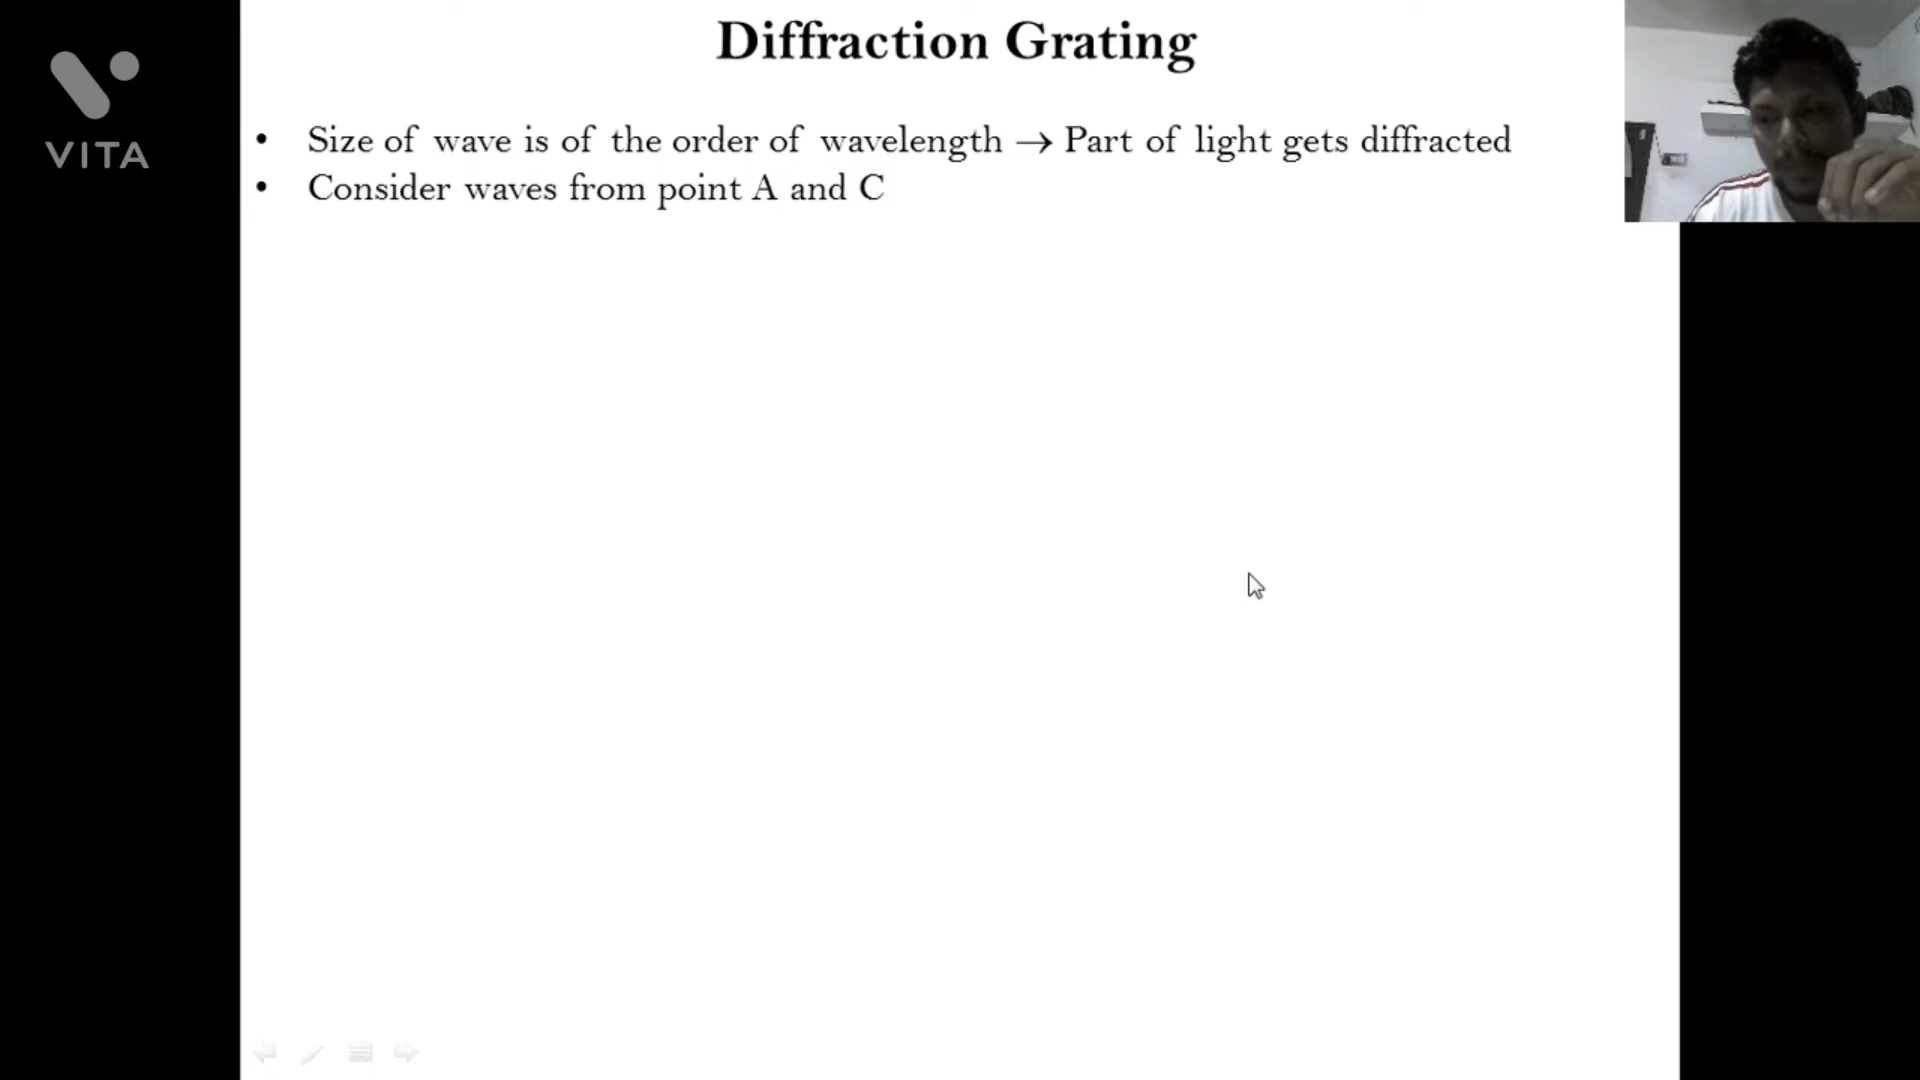 Diffraction Grating
VITA
• Size of wave is of the order of wavelength → Part of light gets diffracted
• Consider waves from point A and C